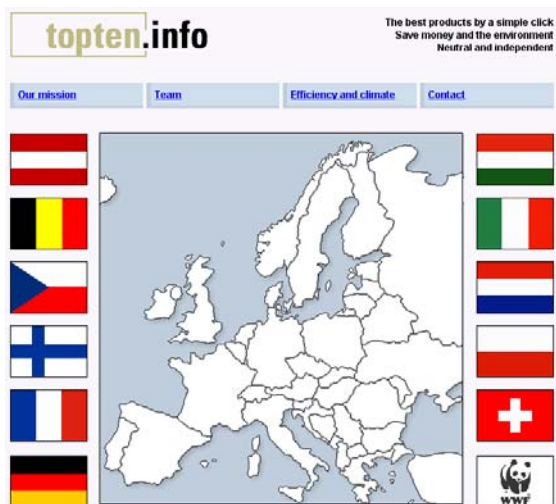 topten.info
The best products by a simple click
Save money and the environment
Neutral and independent
Our mission
Team
Efficiency and climate
Contact
WWF